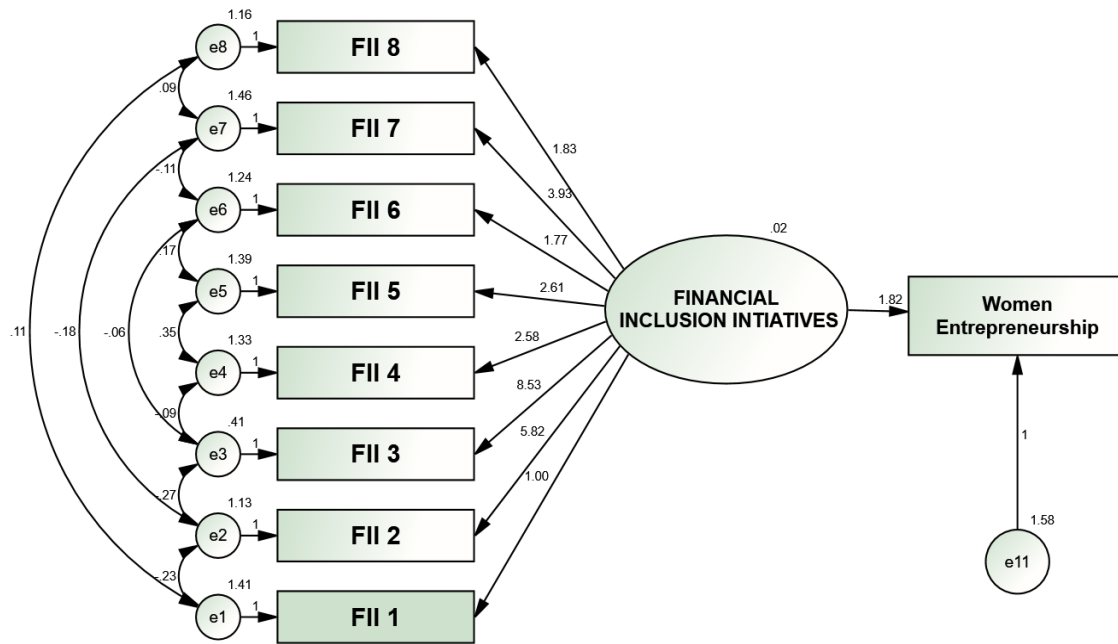 1.16
e8
1
FII 8
.09
1.46
e7
1
FII 7
-.11
1.24
e6
1
FII 6
.17
1.39
e5
1
FII 5
.35
1.33
e4
1
FII 4
-.09
.41
e3
1
FII 3
-.27
1.13
e2
1
FII 2
-.23
1.41
e1
1
FII 1
.11
-.18
-.06
1.83
3.93
1.77
2.61
2.58
8.53
5.82
1.00
.02
FINANCIAL
INCLUSION INTIATIVES
1.82
Women
Entrepreneurship
1
1.58
e11